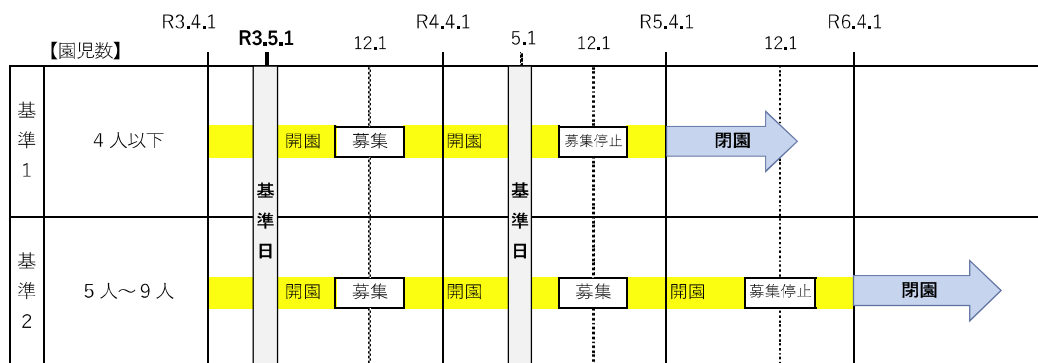 R3.4.1 R4.4.1 R5.4.1 R6.4.1
【園児数】 R3.5.1 12.1 5.1 12.1 12.1
基準1 4人以下 開園 募集 開園 募集停止 閉園
基準日 基準日
基準2 5人～9人 開園 募集 開園 募集 開園 募集停止 閉園